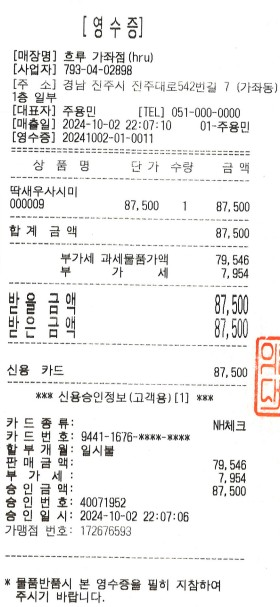 [영수증]
[매장명] 흐루 가좌점(hru)
[사업자] 793-04-02898
[주 소] 경남 진주시 진주대로542번길 7 (가좌동)
1층 일부
[대표자] 주용민 [TEL] 051-000-0000
[매출일] 2024-10-02 22:07:10 01-주용민
[영수증] 20241002-01-0011
상 품 명 단가 수량 금 액
딱새우사시미
000009 87,500 1 87,500
합 계 금 액 87,500
부가세 과세물품가액 79,546
부 가 세 7,954
받을금액 87,500
받은금액 87,500
신용 카드 87,500
*** 신용승인정보(고객용)[1] ***
카 드 종 류: NH체크
카 드 번 호: 9441-1676-****-****
할 부 개 월: 일시불
판 매 금 액: 79,546
부 가 세: 7,954
승 인 금 액: 87,500
승 인 번 호: 40071952
승 인 일 시: 2024-10-02 22:07:06
가맹점 번호: 172676593
* 물품반품시 본 영수증을 필히 지참하여
주시기 바랍니다.